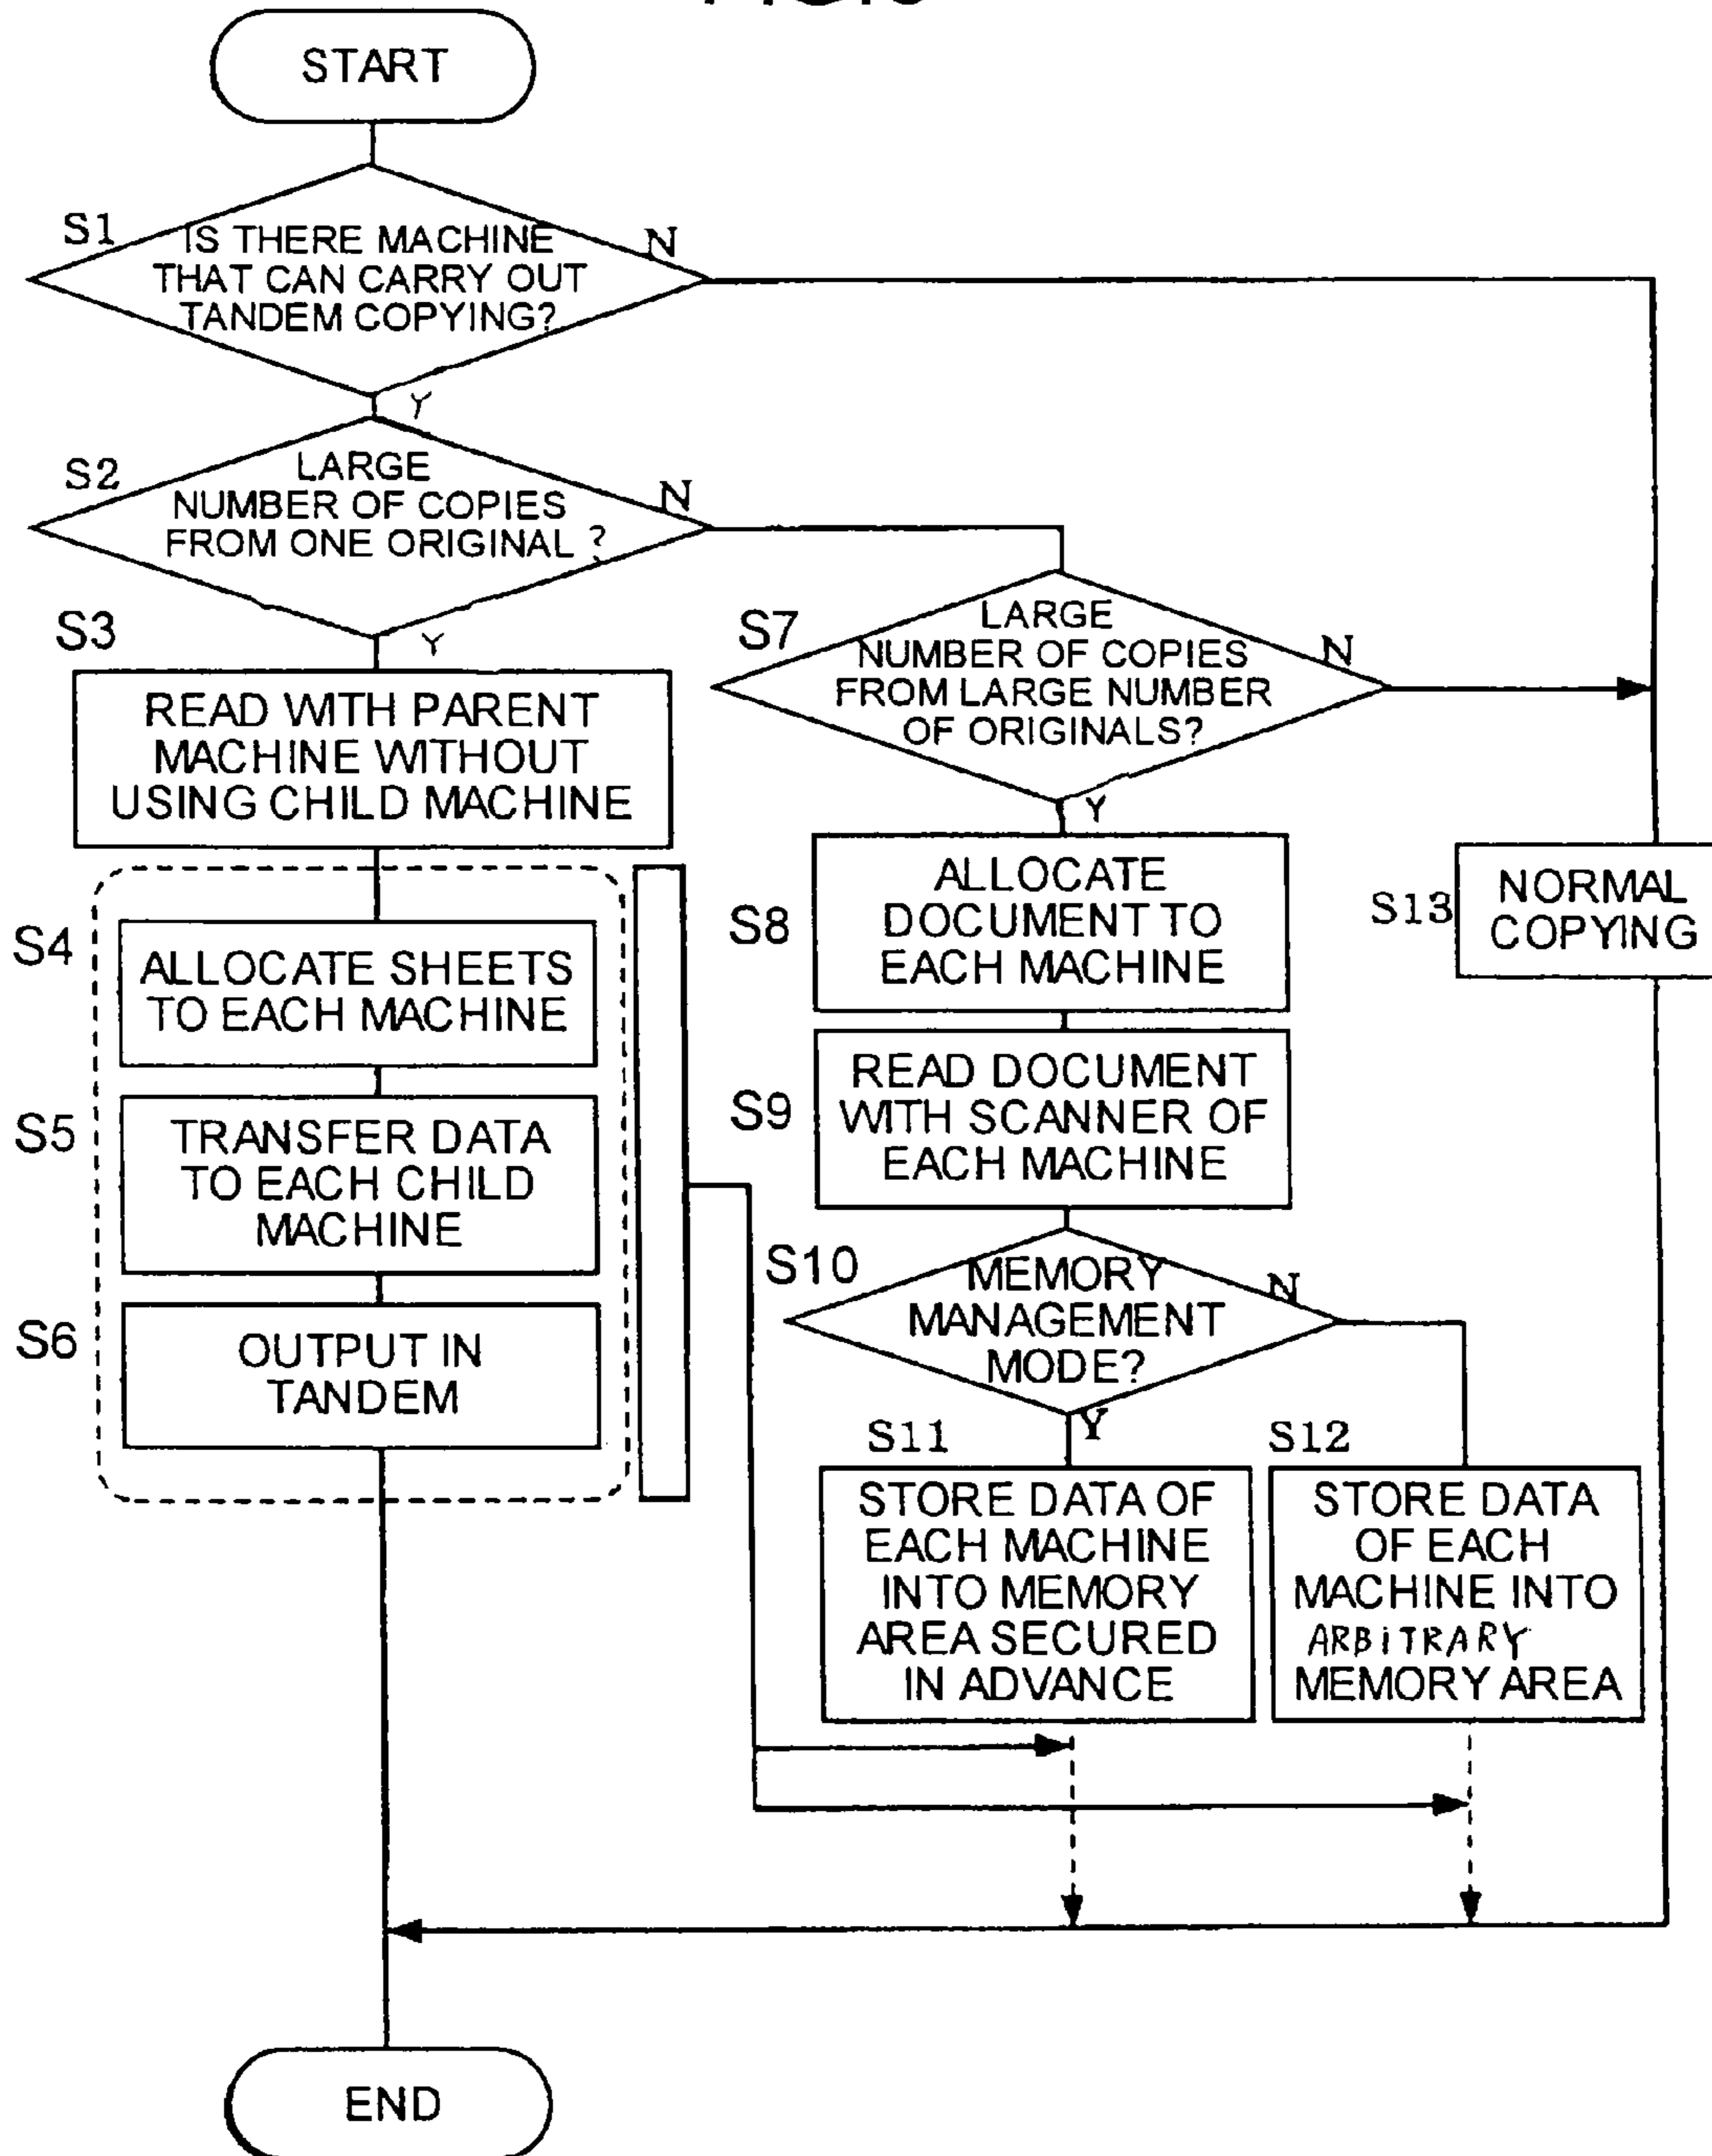 START
S1
IS THERE MACHINE
THAT CAN CARRY OUT
TANDEM COPYING?
N
Y
S2
LARGE
NUMBER OF COPIES
FROM ONE ORIGINAL ?
N
Y
S3
READ WITH PARENT
MACHINE WITHOUT
USING CHILD MACHINE
S4
ALLOCATE SHEETS
TO EACH MACHINE
S5
TRANSFER DATA
TO EACH CHILD
MACHINE
S6
OUTPUT IN
TANDEM
S7
LARGE
NUMBER OF COPIES
FROM LARGE NUMBER
OF ORIGINALS?
N
Y
S8
ALLOCATE
DOCUMENT TO
EACH MACHINE
S9
READ DOCUMENT
WITH SCANNER OF
EACH MACHINE
S10
MEMORY
MANAGEMENT
MODE?
N
Y
S11
STORE DATA OF
EACH MACHINE
INTO MEMORY
AREA SECURED
IN ADVANCE
S12
STORE DATA
OF EACH
MACHINE INTO
ARBITRARY
MEMORY AREA
S13
NORMAL
COPYING
END